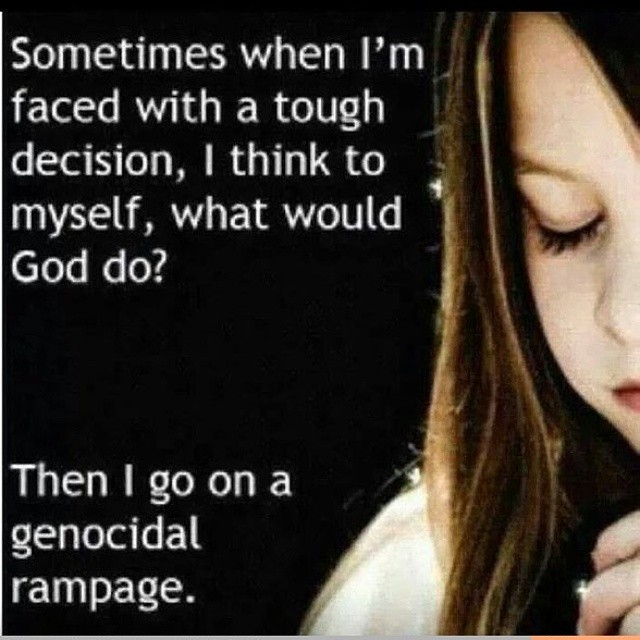 Sometimes when I'm
faced with a tough
decision, I think to
myself, what would
God do?
Then I go on a
genocidal
rampage.